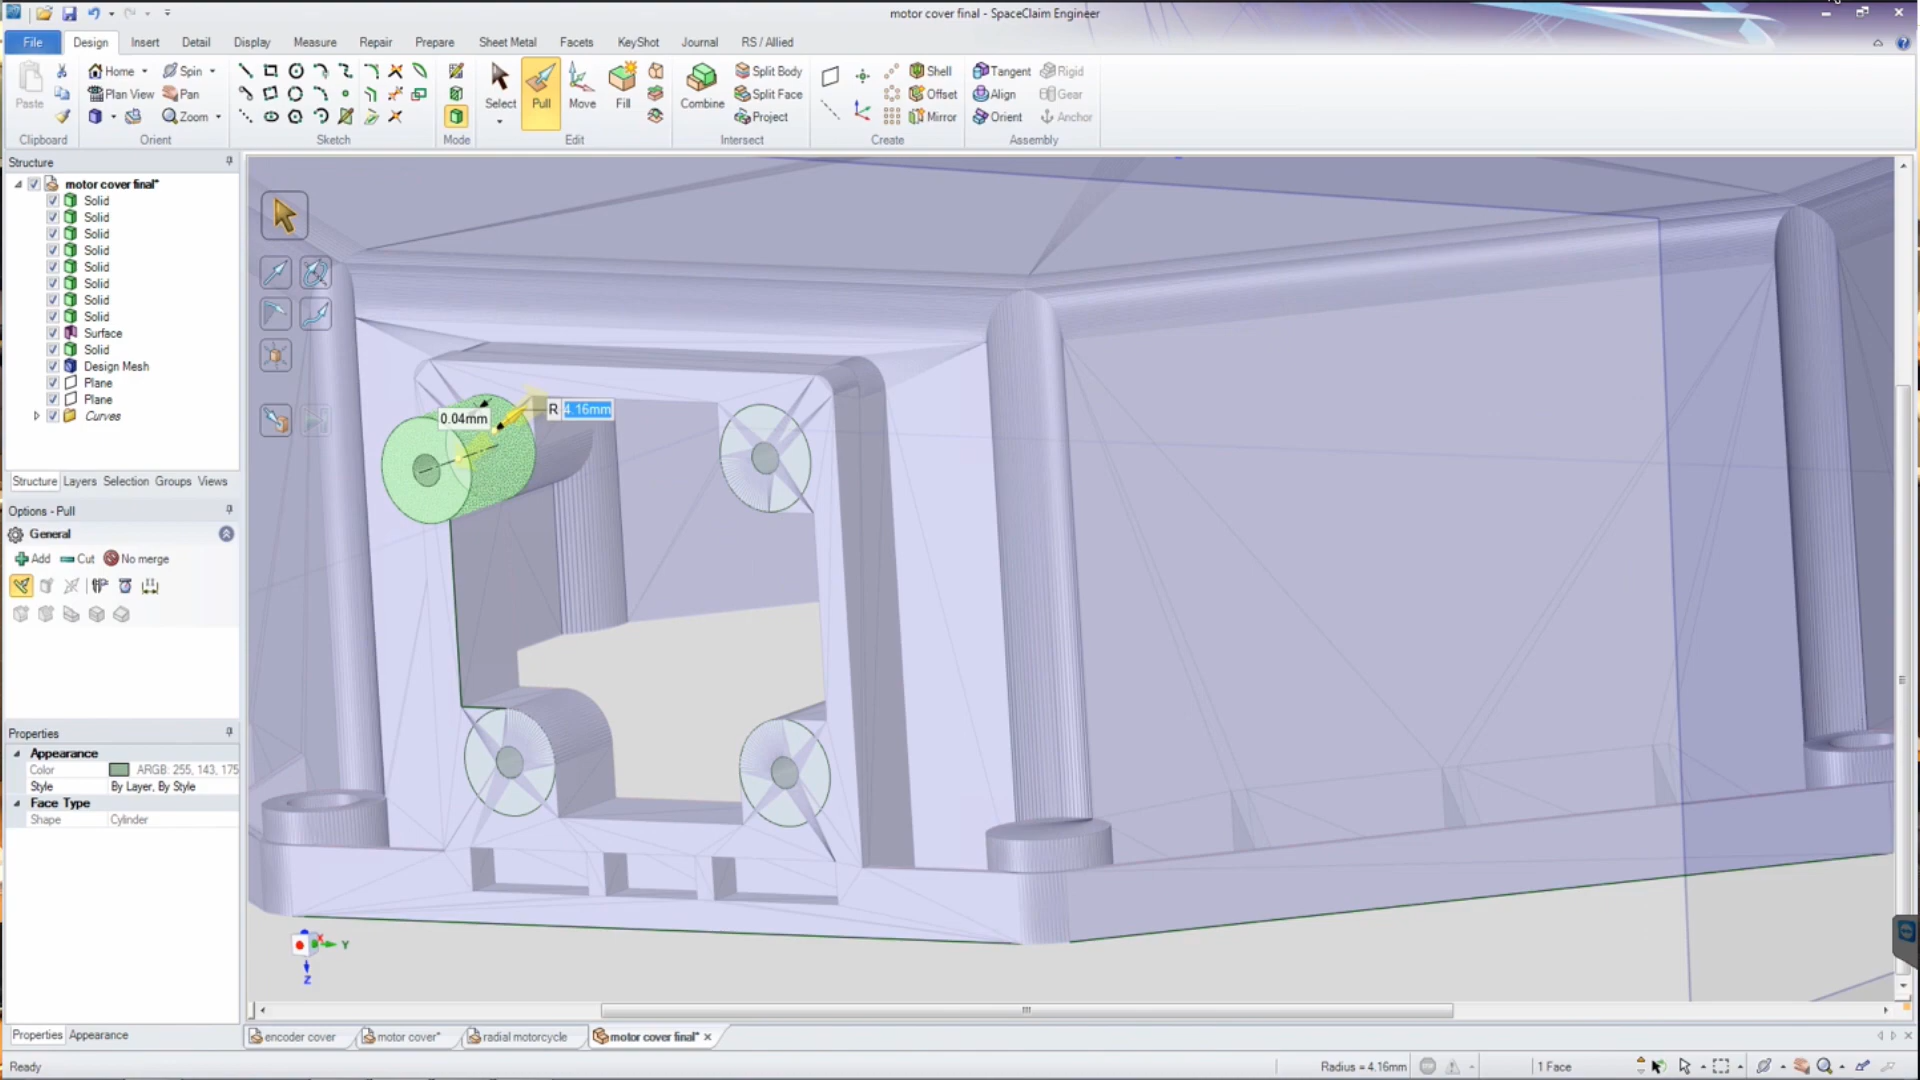 motor cover final - SpaceClaim Engineer
File Design Insert Detail Display Measure Repair Prepare Sheet Metal Facets KeyShot Journal RS / Allied
Home Spin Select Pull Move Fill Combine Split Body Shell Tangent Rigid
Paste Plan View Pan Split Face Offset Align Gear
Zoom Project Mirror Orient Anchor
Clipboard Orient Sketch Mode Edit Intersect Create Assembly
Structure
motor cover final*
Solid
Solid
Solid
Solid
Solid
Solid
Solid
Solid
Surface
Solid
Design Mesh
Plane
Plane
Curves
Structure Layers Selection Groups Views
Options - Pull
General
Add Cut No merge
Properties
Appearance
Color ARGB: 255, 143, 175
Style By Layer, By Style
Face Type
Shape Cylinder
Properties Appearance
0.04mm
R 4.16mm
Y
Z
encoder cover motor cover* radial motorcycle motor cover final*
Ready Radius = 4.16mm 1 Face